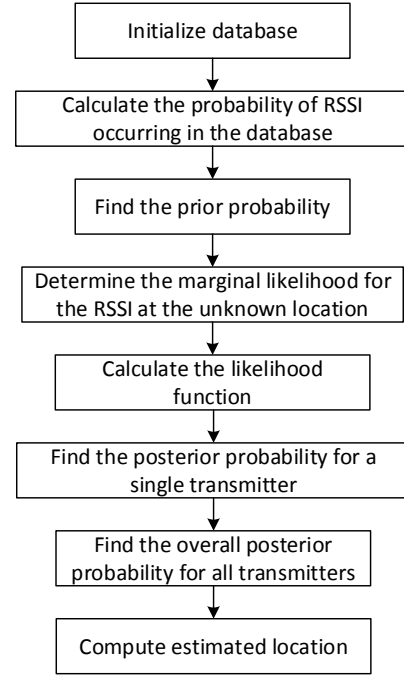 Initialize database
Calculate the probability of RSSI
occurring in the database
Find the prior probability
Determine the marginal likelihood for
the RSSI at the unknown location
Calculate the likelihood
function
Find the posterior probability for a
single transmitter
Find the overall posterior
probability for all transmitters
Compute estimated location